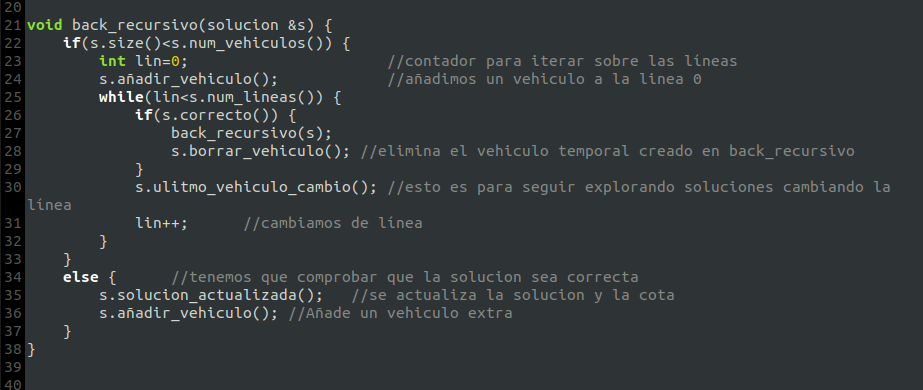 20
21 void back_recursivo(solucion &s) {
22     if(s.size()<s.num_vehiculos()) {
23         int lin=0;                      //contador para iterar sobre las lineas
24         s.añadir_vehiculo();            //añadimos un vehiculo a la linea 0
25         while(lin<s.num_lineas()) {
26             if(s.correcto()) {
27                 back_recursivo(s);
28                 s.borrar_vehiculo(); //elimina el vehiculo temporal creado en back_recursivo
29             }
30             s.ulitmo_vehiculo_cambio(); //esto es para seguir explorando soluciones cambiando la
linea
31             lin++;      //cambiamos de linea
32         }
33     }
34     else {      //tenemos que comprobar que la solucion sea correcta
35         s.solucion_actualizada();   //se actualiza la solucion y la cota
36         s.añadir_vehiculo(); //Añade un vehiculo extra
37     }
38 }
39
40